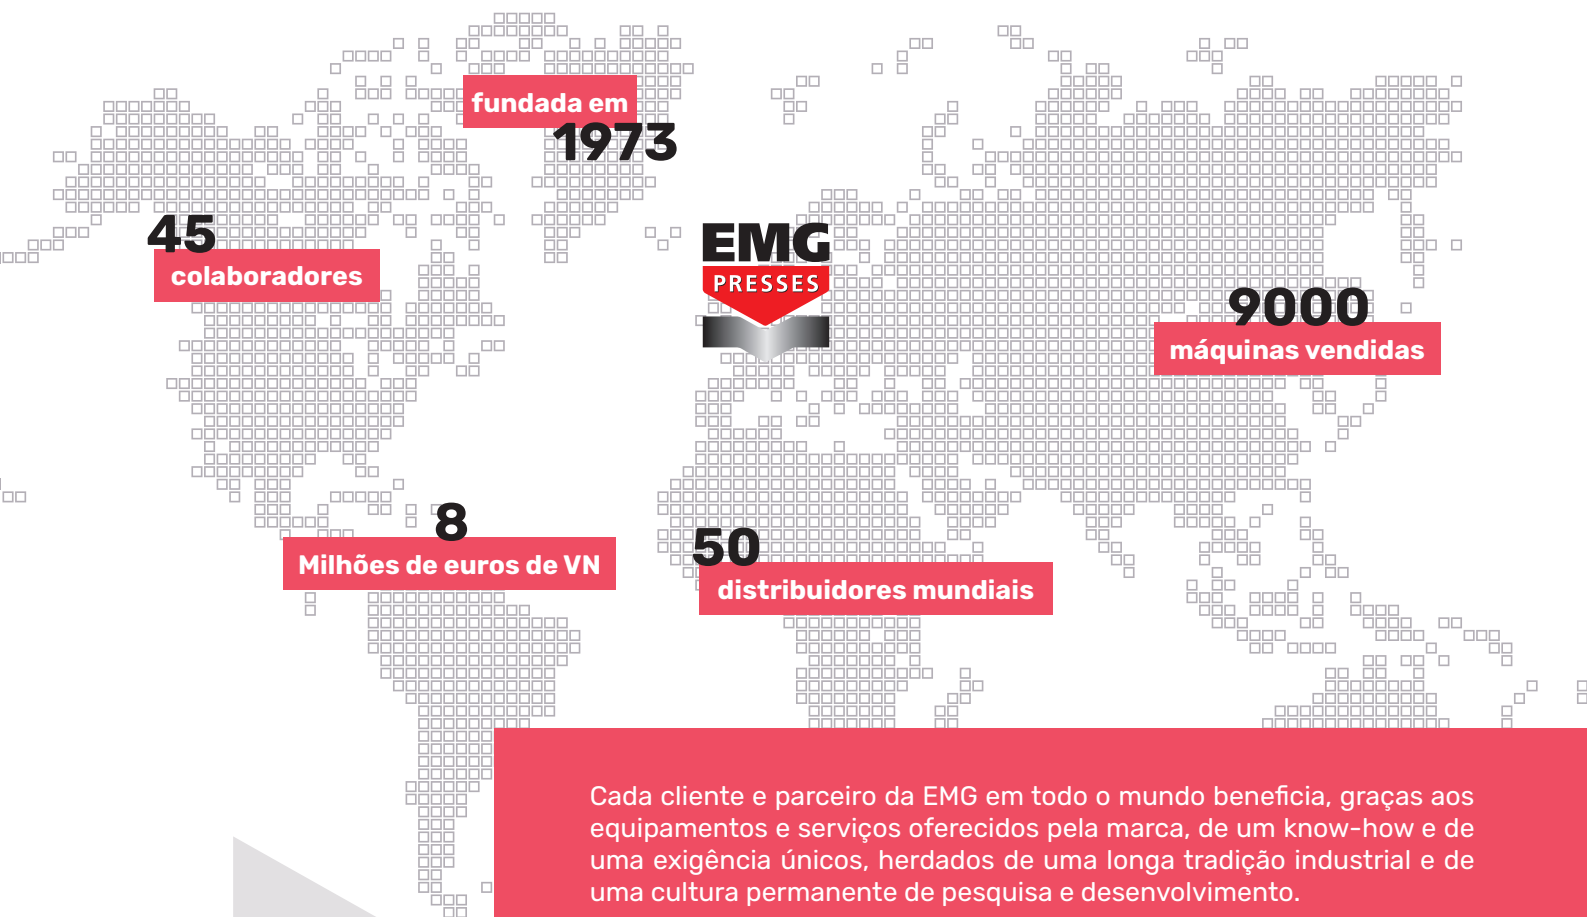 fundada em
1973
45
colaboradores
EMG
PRESSES
9000
máquinas vendidas
8
Milhões de euros de VN
50
distribuidores mundiais
Cada cliente e parceiro da EMG em todo o mundo beneficia, graças aos
equipamentos e serviços oferecidos pela marca, de um know-how e de
uma exigência únicos, herdados de uma longa tradição industrial e de
uma cultura permanente de pesquisa e desenvolvimento.